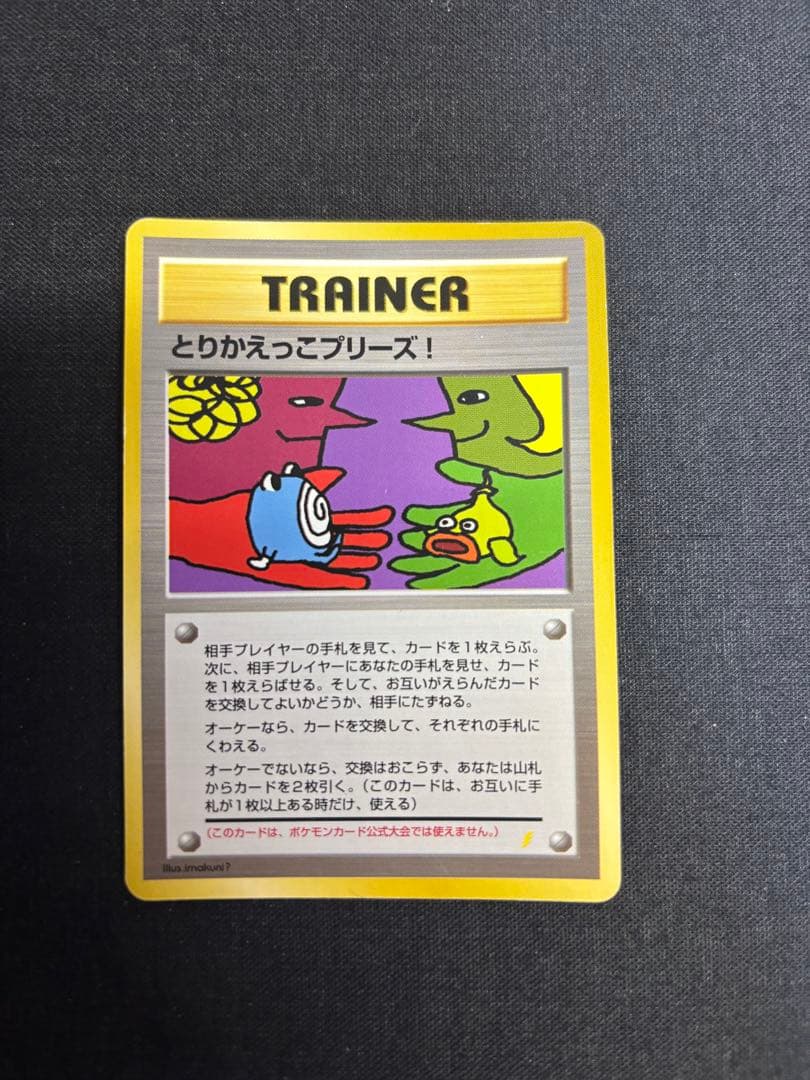 TRAINER
とりかえっこプリーズ!
相手プレイヤーの手札を見て、カードを1枚えらぶ。
次に、相手プレイヤーにあなたの手札を見せ、カード
を1枚えらばせる。そして、お互いがえらんだカード
を交換してよいかどうか、相手にたずねる。
オーケーなら、カードを交換して、それぞれの手札に
くわえる。
オーケーでないなら、交換はおこらず、あなたは山札
からカードを2枚引く。(このカードは、お互いに手
札が1枚以上ある時だけ、使える)
(このカードは、ポケモンカード公式大会では使えません。)
Illus.imakuni?